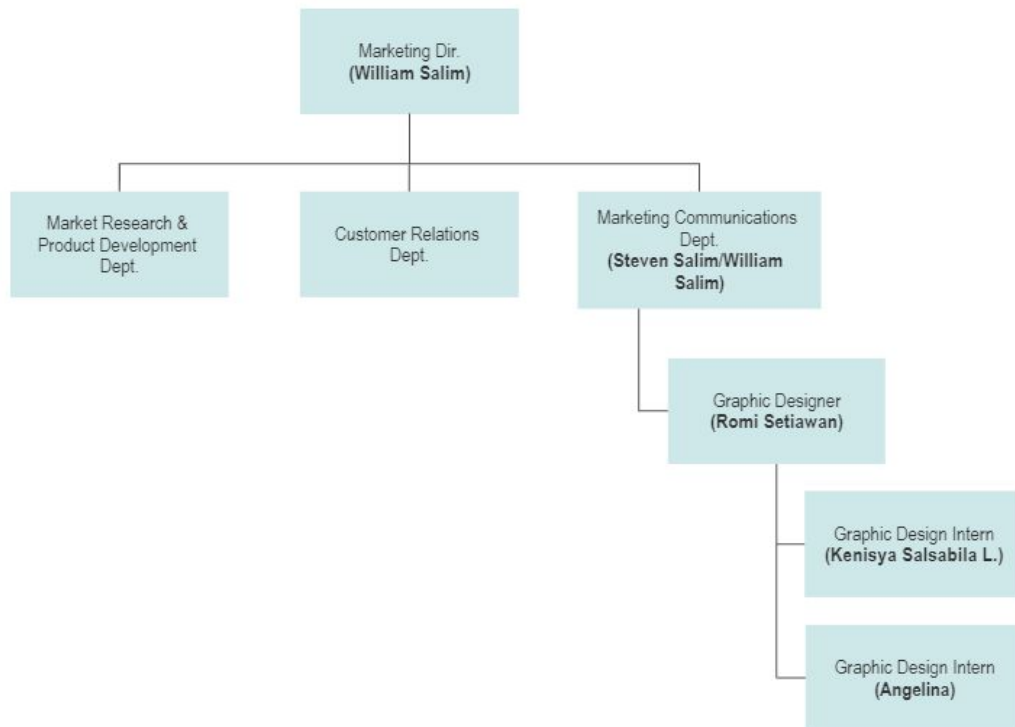 Marketing Dir.
(William Salim)
Market Research &
Product Development
Dept.
Customer Relations
Dept.
Marketing Communications
Dept.
(Steven Salim/William
Salim)
Graphic Designer
(Romi Setiawan)
Graphic Design Intern
(Kenisya Salsabila L.)
Graphic Design Intern
(Angelina)